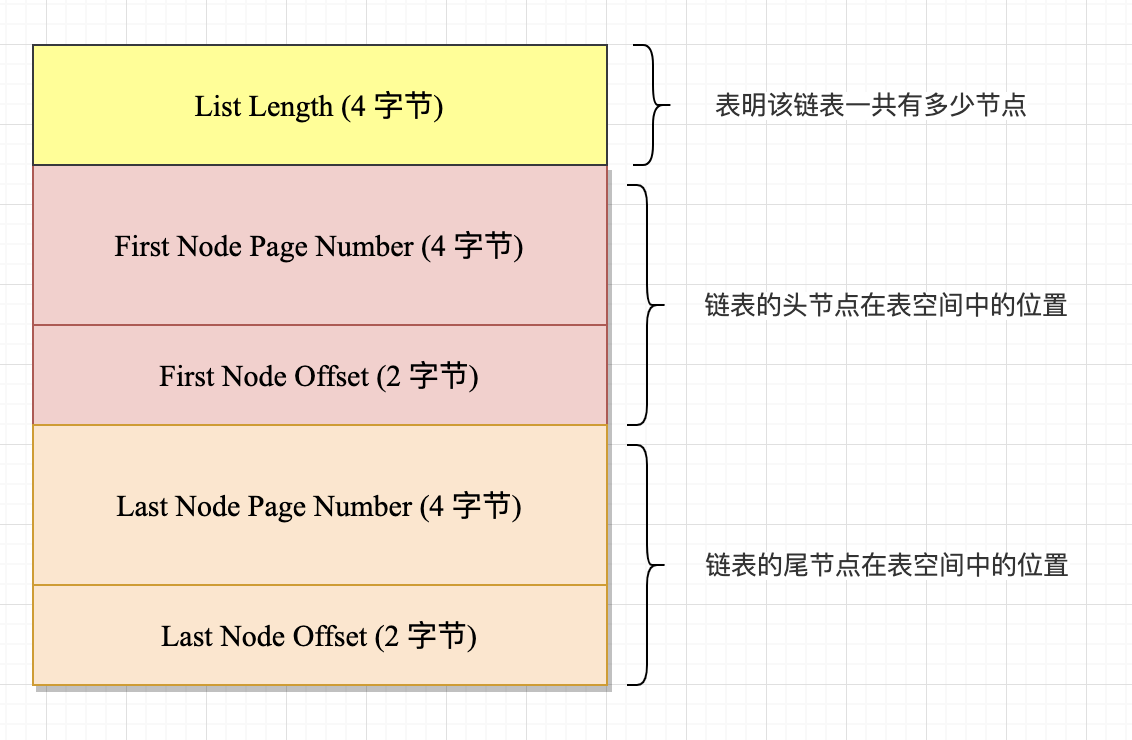 List Length (4 字节)
表明该链表一共有多少节点
First Node Page Number (4 字节)
链表的头节点在表空间中的位置
First Node Offset (2 字节)
Last Node Page Number (4 字节)
链表的尾节点在表空间中的位置
Last Node Offset (2 字节)